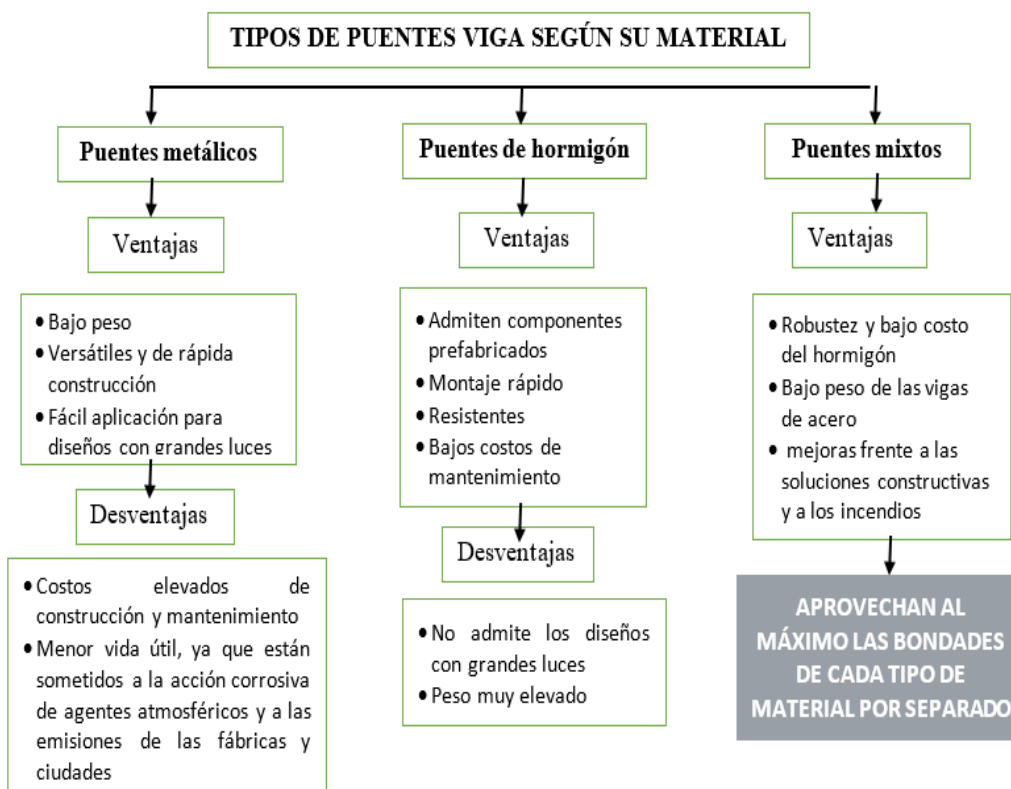 TIPOS DE PUENTES VIGA SEGÚN SU MATERIAL
Puentes metálicos
Ventajas
• Bajo peso
• Versátiles y de rápida
construcción
• Fácil aplicación para
diseños con grandes luces
Desventajas
• Costos elevados de
construcción y mantenimiento
• Menor vida útil, ya que están
sometidos a la acción corrosiva
de agentes atmosféricos y a las
emisiones de las fábricas y
ciudades
Puentes de hormigón
Ventajas
• Admiten componentes
prefabricados
• Montaje rápido
• Resistentes
• Bajos costos de
mantenimiento
Desventajas
• No admite los diseños
con grandes luces
• Peso muy elevado
Puentes mixtos
Ventajas
• Robustez y bajo costo
del hormigón
• Bajo peso de las vigas
de acero
• mejoras frente a las
soluciones constructivas
y a los incendios
APROVECHAN AL
MÁXIMO LAS BONDADES
DE CADA TIPO DE
MATERIAL POR SEPARADO